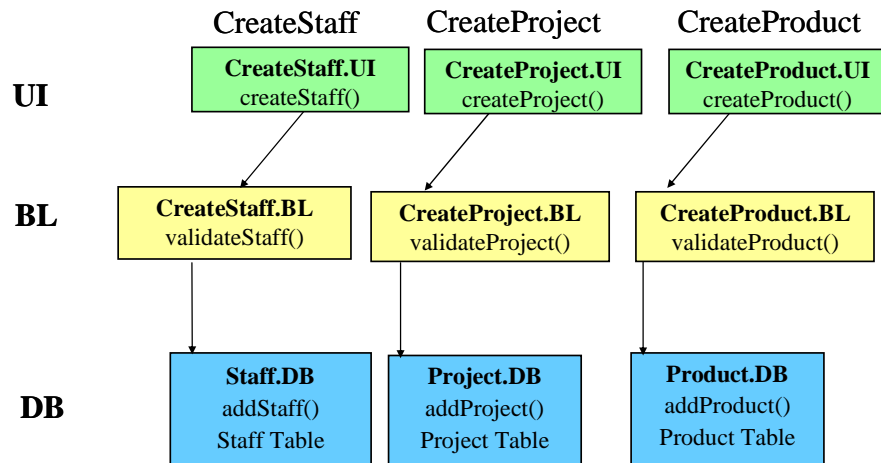 CreateStaff CreateProject CreateProduct
UI
CreateStaff.UI
createStaff()
CreateProject.UI
createProject()
CreateProduct.UI
createProduct()
BL
CreateStaff.BL
validateStaff()
CreateProject.BL
validateProject()
CreateProduct.BL
validateProduct()
DB
Staff.DB
addStaff()
Staff Table
Project.DB
addProject()
Project Table
Product.DB
addProduct()
Product Table